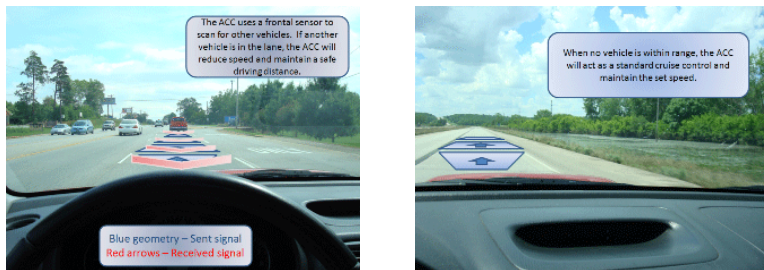 The ACC uses a frontal sensor to
scan for other vehicles.  If another
vehicle is in the lane, the ACC will
reduce speed and maintain a safe
driving distance.
Blue geometry – Sent signal
Red arrows – Received signal
When no vehicle is within range, the ACC
will act as a standard cruise control and
maintain the set speed.